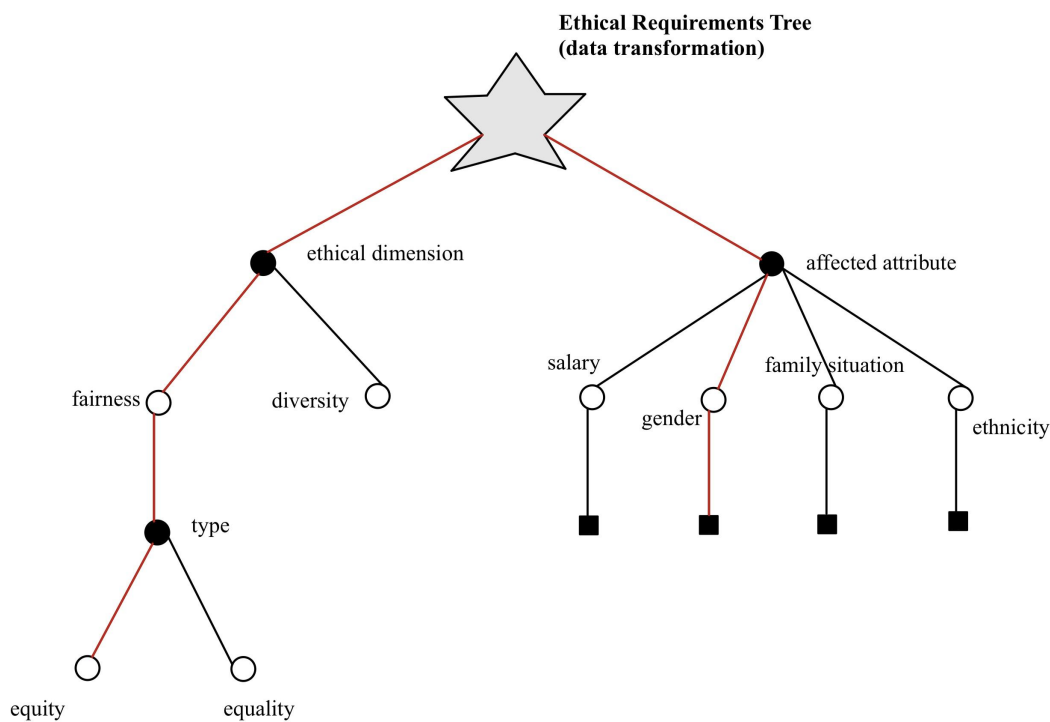 Ethical Requirements Tree
(data transformation)
ethical dimension
affected attribute
salary
family situation
fairness
diversity
gender
ethnicity
type
equity
equality